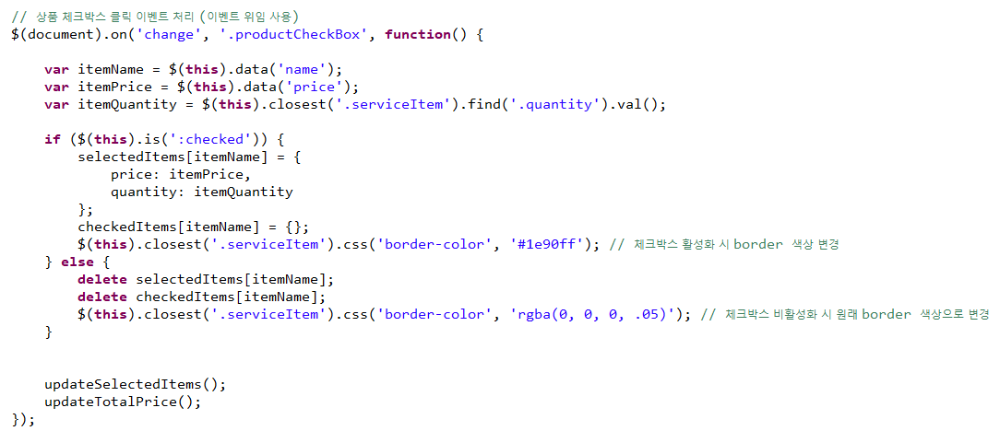 // 상품 체크박스 클릭 이벤트 처리 (이벤트 위임 사용)
$(document).on('change', '.productCheckBox', function() {
    var itemName = $(this).data('name');
    var itemPrice = $(this).data('price');
    var itemQuantity = $(this).closest('.serviceItem').find('.quantity').val();
    if ($(this).is(':checked')) {
        selectedItems[itemName] = {
            price: itemPrice,
            quantity: itemQuantity
        };
        checkedItems[itemName] = {};
        $(this).closest('.serviceItem').css('border-color', '#1e90ff'); // 체크박스 활성화 시 border 색상 변경
    } else {
        delete selectedItems[itemName];
        delete checkedItems[itemName];
        $(this).closest('.serviceItem').css('border-color', 'rgba(0, 0, 0, .05)'); // 체크박스 비활성화 시 원래 border 색상으로 변경
    }
    updateSelectedItems();
    updateTotalPrice();
});